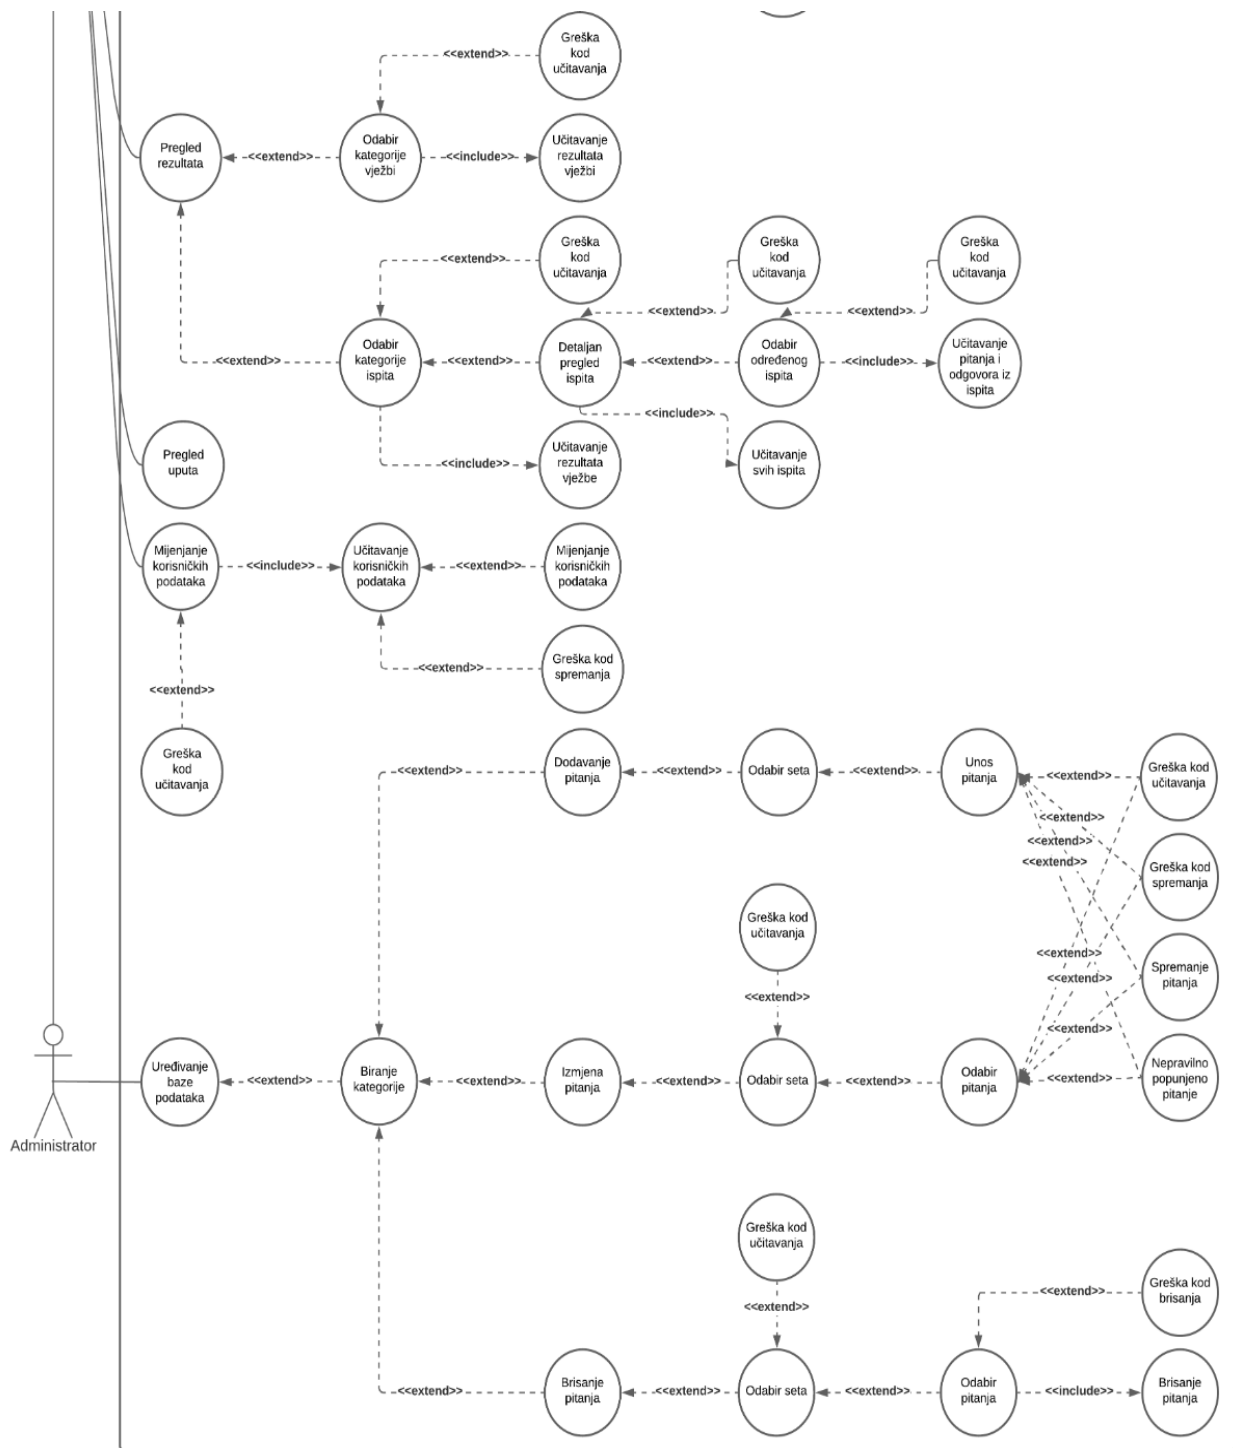 Greška
kod
učitavanja
<<extend>>
Pregled
rezultata
<<extend>>
Odabir
kategorije
vježbi
<<include>>
Učitavanje
rezultata
vježbi
Greška
kod
učitavanja
<<extend>>
Greška
kod
učitavanja
Greška
kod
učitavanja
<<extend>>
<<extend>>
<<extend>>
Odabir
kategorije
ispita
<<extend>>
Detaljan
pregled
ispita
<<extend>>
Odabir
određenog
ispita
<<include>>
Učitavanje
pitanja i
odgovora iz
ispita
<<include>>
Pregled
uputa
<<include>>
Učitavanje
rezultata
vježbe
Učitavanje
svih ispita
Mijenjanje
korisničkih
podataka
<<include>>
Učitavanje
korisničkih
podataka
<<extend>>
Mijenjanje
korisničkih
podataka
<<extend>>
Greška kod
spremanja
<<extend>>
Greška
kod
učitavanja
<<extend>>
Dodavanje
pitanja
<<extend>>
Odabir seta
<<extend>>
Unos
pitanja
<<extend>>
Greška kod
učitavanja
<<extend>>
<<extend>>
<<extend>>
Greška kod
spremanja
Greška kod
učitavanja
<<extend>>
<<extend>>
<<extend>>
Spremanje
pitanja
<<extend>>
Administrator
Uređivanje
baze
podataka
<<extend>>
Biranje
kategorije
<<extend>>
Izmjena
pitanja
<<extend>>
Odabir seta
<<extend>>
Odabir
pitanja
<<extend>>
Nepravilno
popunjeno
pitanje
Greška kod
učitavanja
<<extend>>
<<extend>>
Greška kod
brisanja
<<extend>>
Brisanje
pitanja
<<extend>>
Odabir seta
<<extend>>
Odabir
pitanja
<<include>>
Brisanje
pitanja